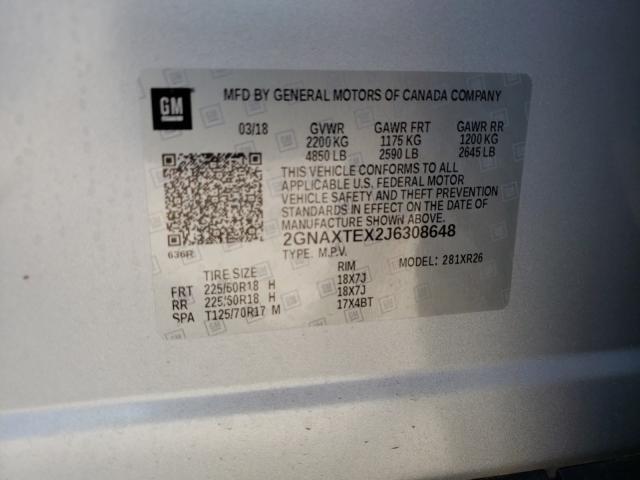 GM
MFD BY GENERAL MOTORS OF CANADA COMPANY
03/18 GVWR GAWR FRT GAWR RR
2200 KG 1175 KG 1200 KG
4850 LB 2590 LB 2645 LB
THIS VEHICLE CONFORMS TO ALL
APPLICABLE U.S. FEDERAL MOTOR
VEHICLE SAFETY AND THEFT PREVENTION
STANDARDS IN EFFECT ON THE DATE OF
MANUFACTURE SHOWN ABOVE.
2GNAXTEX2J6308648
636R TYPE: M.P.V. MODEL: 281XR26
TIRE SIZE RIM
FRT 225/60R18 H 18X7J
RR 225/60R18 H 18X7J
SPA T125/70R17 M 17X4BT